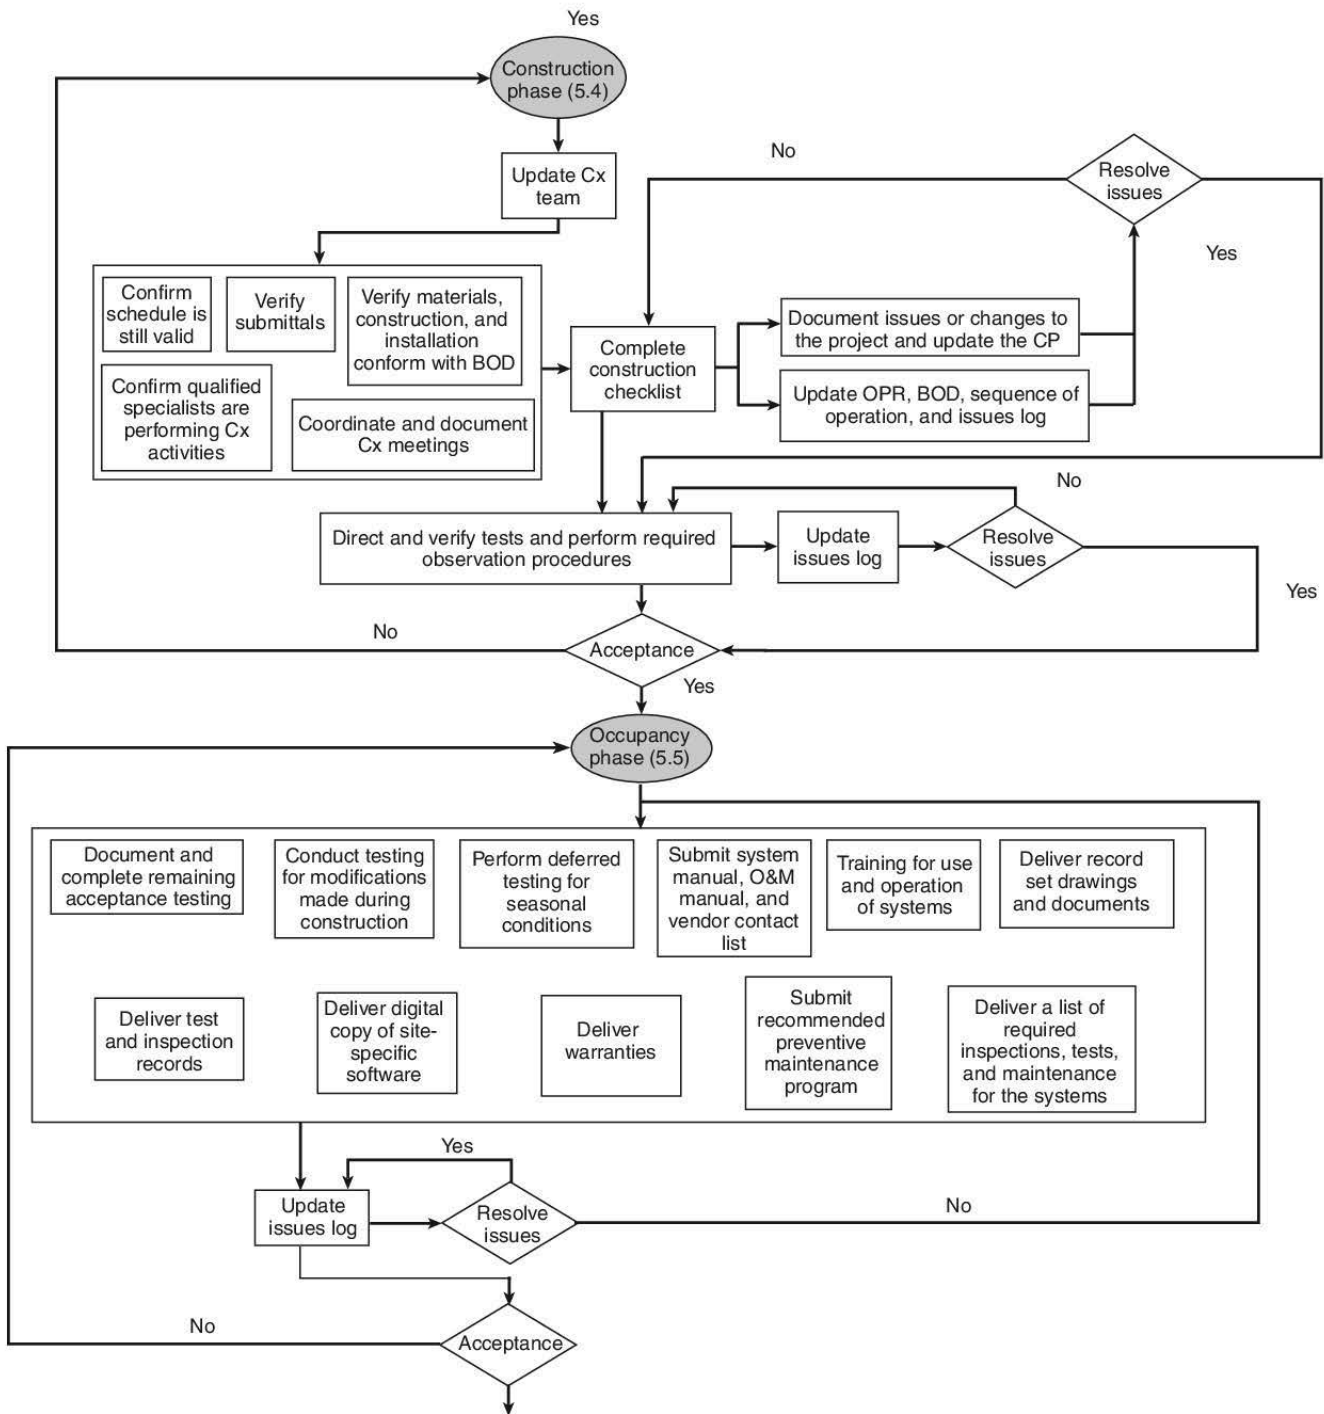 Yes
Construction
phase (5.4)
Update Cx
team
No
Resolve
issues
Yes
Confirm
schedule is
still valid
Verify
submittals
Verify materials,
construction, and
installation
conform with BOD
Confirm qualified
specialists are
performing Cx
activities
Coordinate and document
Cx meetings
Complete
construction
checklist
Document issues or changes to
the project and update the CP
Update OPR, BOD, sequence of
operation, and issues log
Direct and verify tests and perform required
observation procedures
Update
issues log
No
Resolve
issues
Yes
No
Acceptance
Yes
Occupancy
phase (5.5)
Document and
complete remaining
acceptance testing
Conduct testing
for modifications
made during
construction
Perform deferred
testing for
seasonal
conditions
Submit system
manual, O&M
manual, and
vendor contact
list
Training for use
and operation
of systems
Deliver record
set drawings
and documents
Deliver test
and inspection
records
Deliver digital
copy of site-
specific
software
Deliver
warranties
Submit
recommended
preventive
maintenance
program
Deliver a list of
required
inspections, tests,
and maintenance
for the systems
Yes
Update
issues log
Resolve
issues
No
No
Acceptance